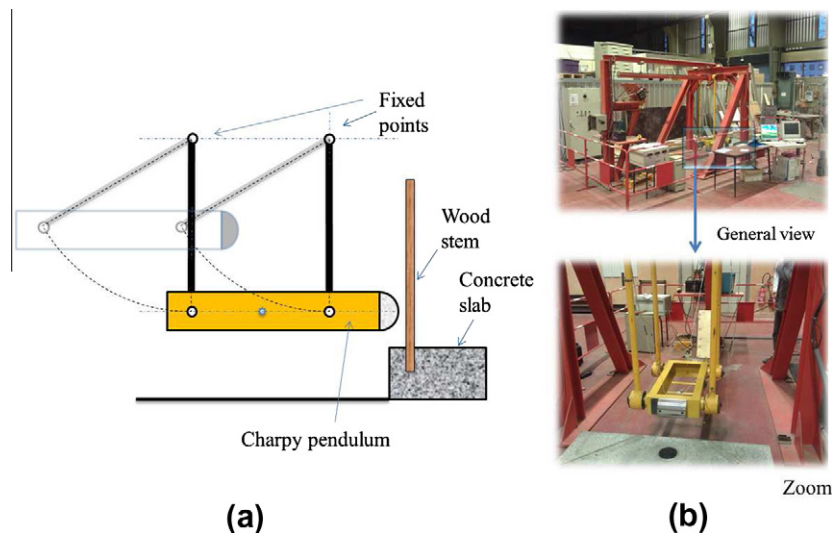 Fixed
points
Wood
stem
Concrete
slab
Charpy pendulum
General view
Zoom
(a)
(b)